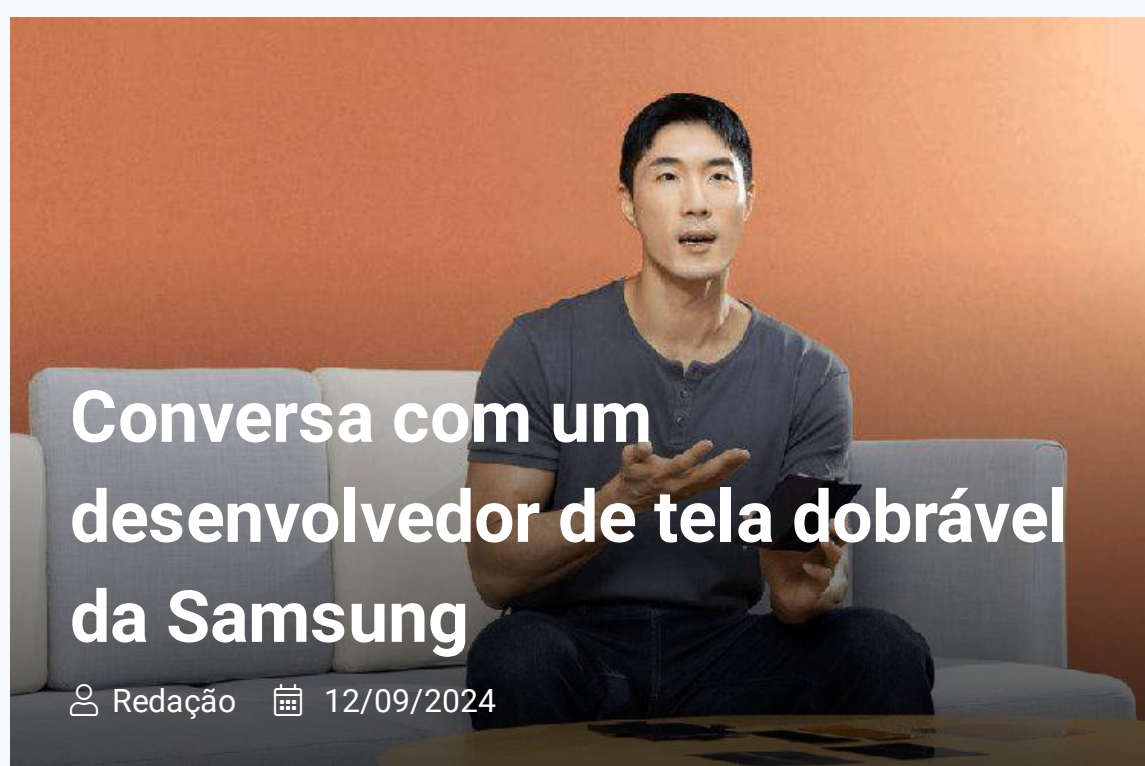 Conversa com um
desenvolvedor de tela dobrável
da Samsung
Redação 12/09/2024